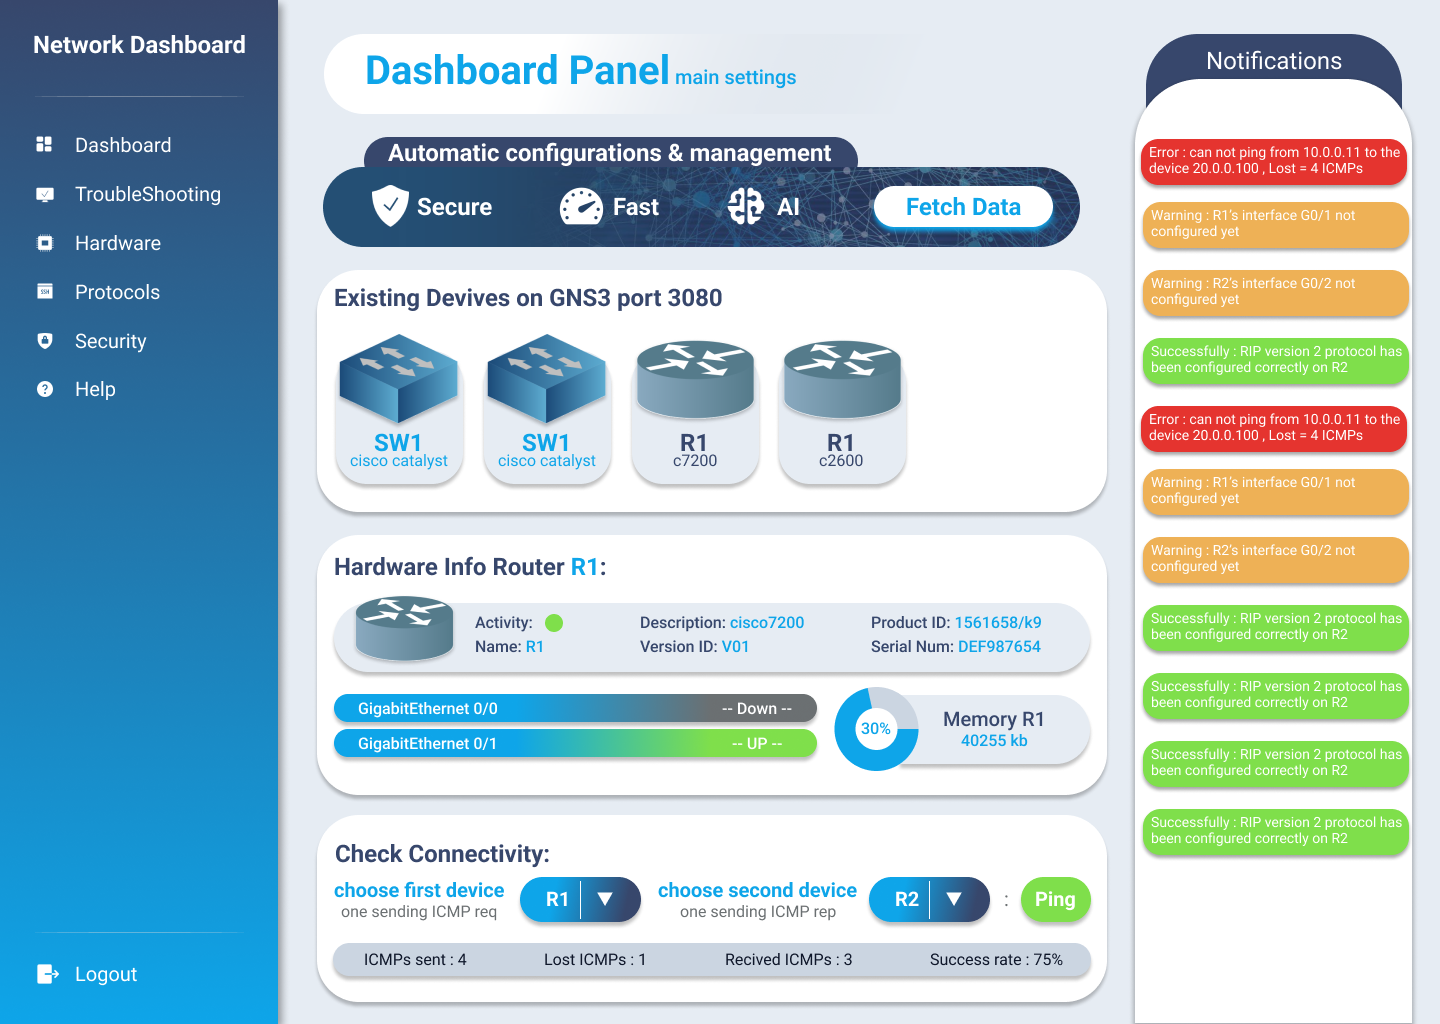 Network Dashboard
Dashboard
TroubleShooting
Hardware
SSH
Protocols
Security
? Help
Logout
Dashboard Panel main settings
Automatic configurations & management
Secure
Fast
AI
Fetch Data
Existing Devives on GNS3 port 3080
SW1
cisco catalyst
SW1
cisco catalyst
R1
c7200
R1
c2600
Hardware Info Router R1:
Activity:
Name: R1
Description: cisco7200
Version ID: V01
Product ID: 1561658/k9
Serial Num: DEF987654
GigabitEthernet 0/0 -- Down --
GigabitEthernet 0/1 -- UP --
30%
Memory R1
40255 kb
Check Connectivity:
choose first device
one sending ICMP req
R1 ▼
choose second device
one sending ICMP rep
R2 ▼
:
Ping
ICMPs sent : 4
Lost ICMPs : 1
Recived ICMPs : 3
Success rate : 75%
Notifications
Error : can not ping from 10.0.0.11 to the
device 20.0.0.100 , Lost = 4 ICMPs
Warning : R1's interface G0/1 not
configured yet
Warning : R2's interface G0/2 not
configured yet
Successfully : RIP version 2 protocol has
been configured correctly on R2
Error : can not ping from 10.0.0.11 to the
device 20.0.0.100 , Lost = 4 ICMPs
Warning : R1's interface G0/1 not
configured yet
Warning : R2's interface G0/2 not
configured yet
Successfully : RIP version 2 protocol has
been configured correctly on R2
Successfully : RIP version 2 protocol has
been configured correctly on R2
Successfully : RIP version 2 protocol has
been configured correctly on R2
Successfully : RIP version 2 protocol has
been configured correctly on R2